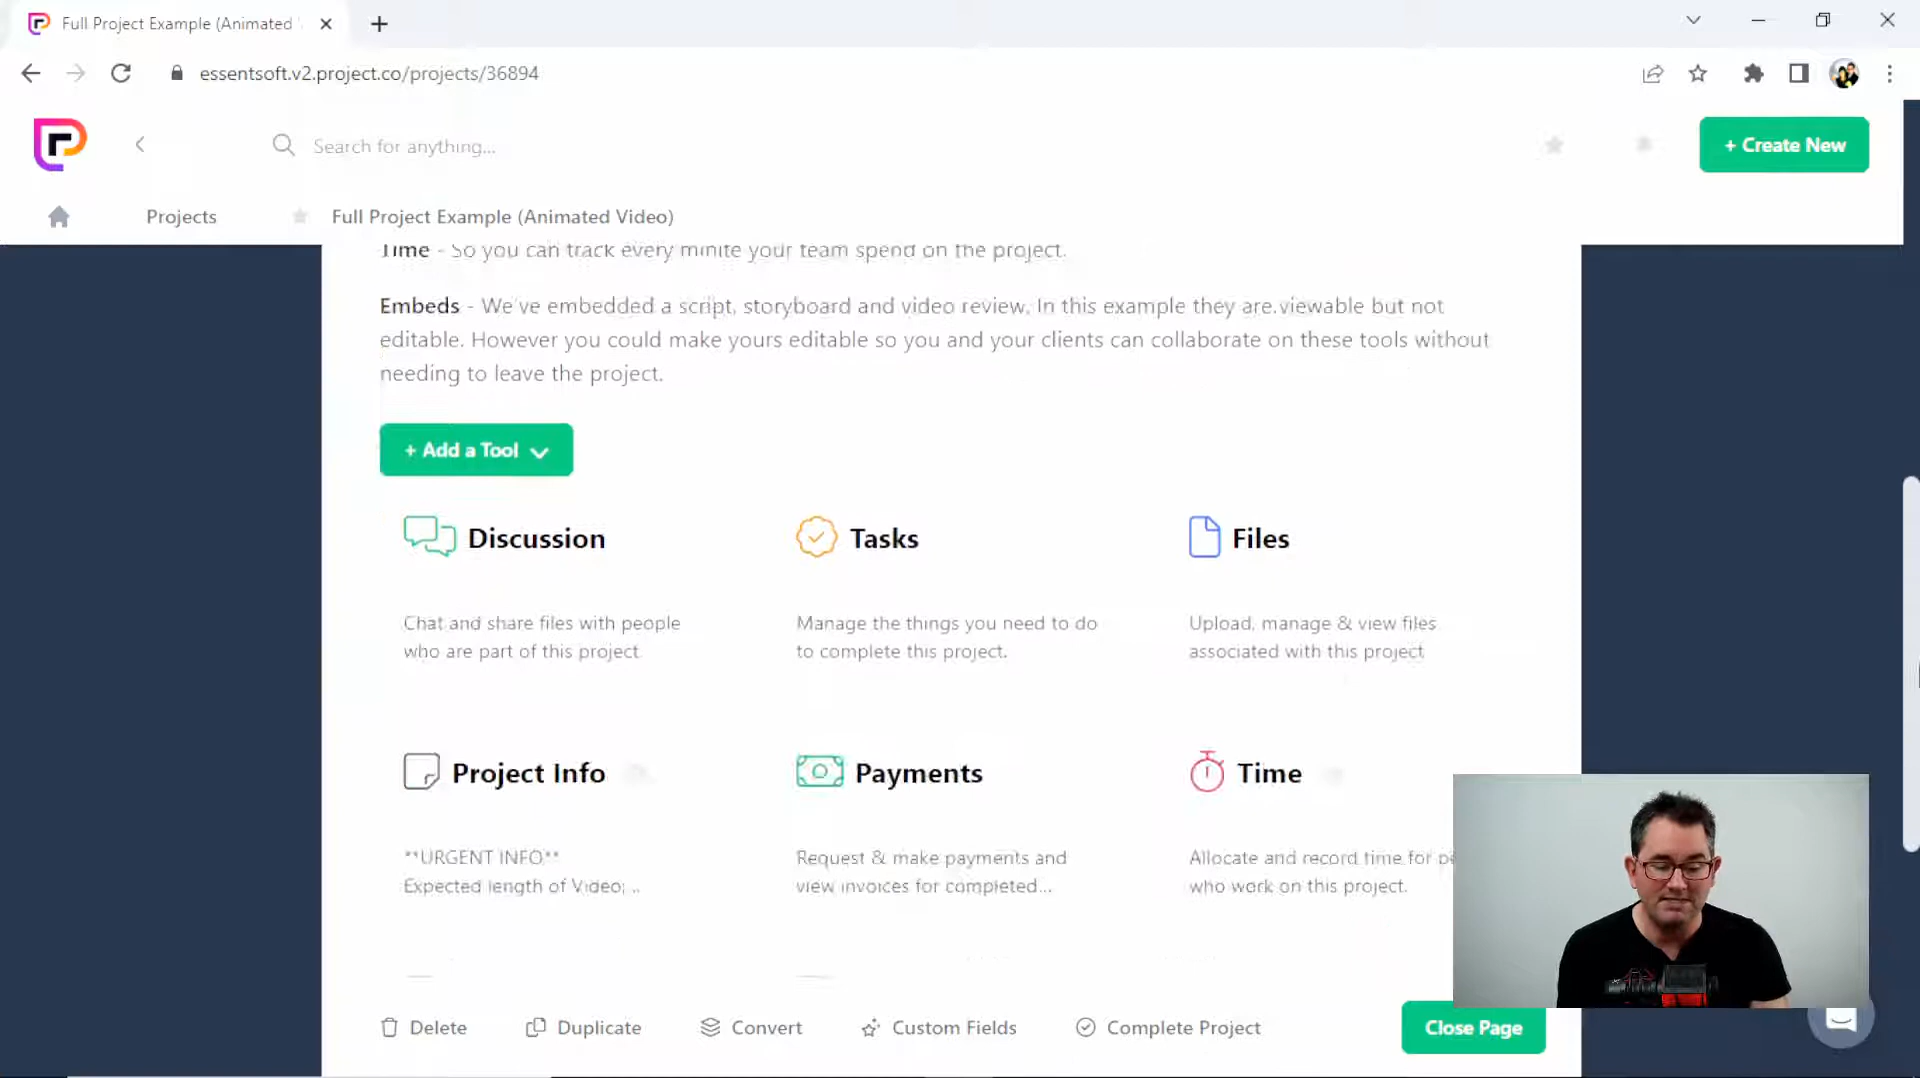 Full Project Example (Animated
essentsoft.v2.project.co/projects/36894
Search for anything...
+ Create New
Projects
Full Project Example (Animated Video)
Time - So you can track every minite your team spend on the project.
Embeds - We've embedded a script, storyboard and video review. In this example they are viewable but not
editable. However you could make yours editable so you and your clients can collaborate on these tools without
needing to leave the project.
+ Add a Tool
Discussion
Tasks
Files
Chat and share files with people
who are part of this project.
Manage the things you need to do
to complete this project.
Upload, manage & view files
associated with this project
Project Info
Payments
Time
**URGENT INFO**
Expected length of Video; ...
Request & make payments and
view invoices for completed...
Allocate and record time for
who work on this project.
Delete
Duplicate
Convert
Custom Fields
Complete Project
Close Page